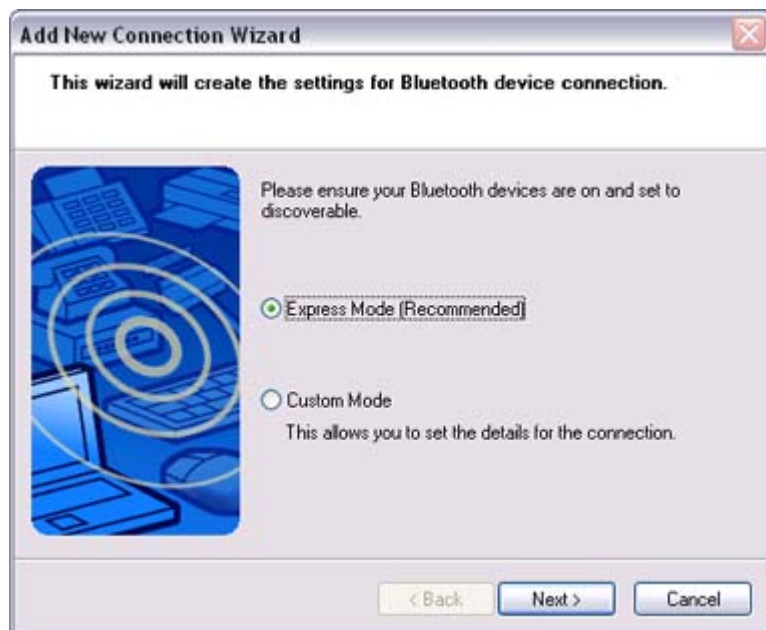 Add New Connection Wizard
This wizard will create the settings for Bluetooth device connection.
Please ensure your Bluetooth devices are on and set to
discoverable.
Express Mode (Recommended)
Custom Mode
This allows you to set the details for the connection.
< Back
Next >
Cancel